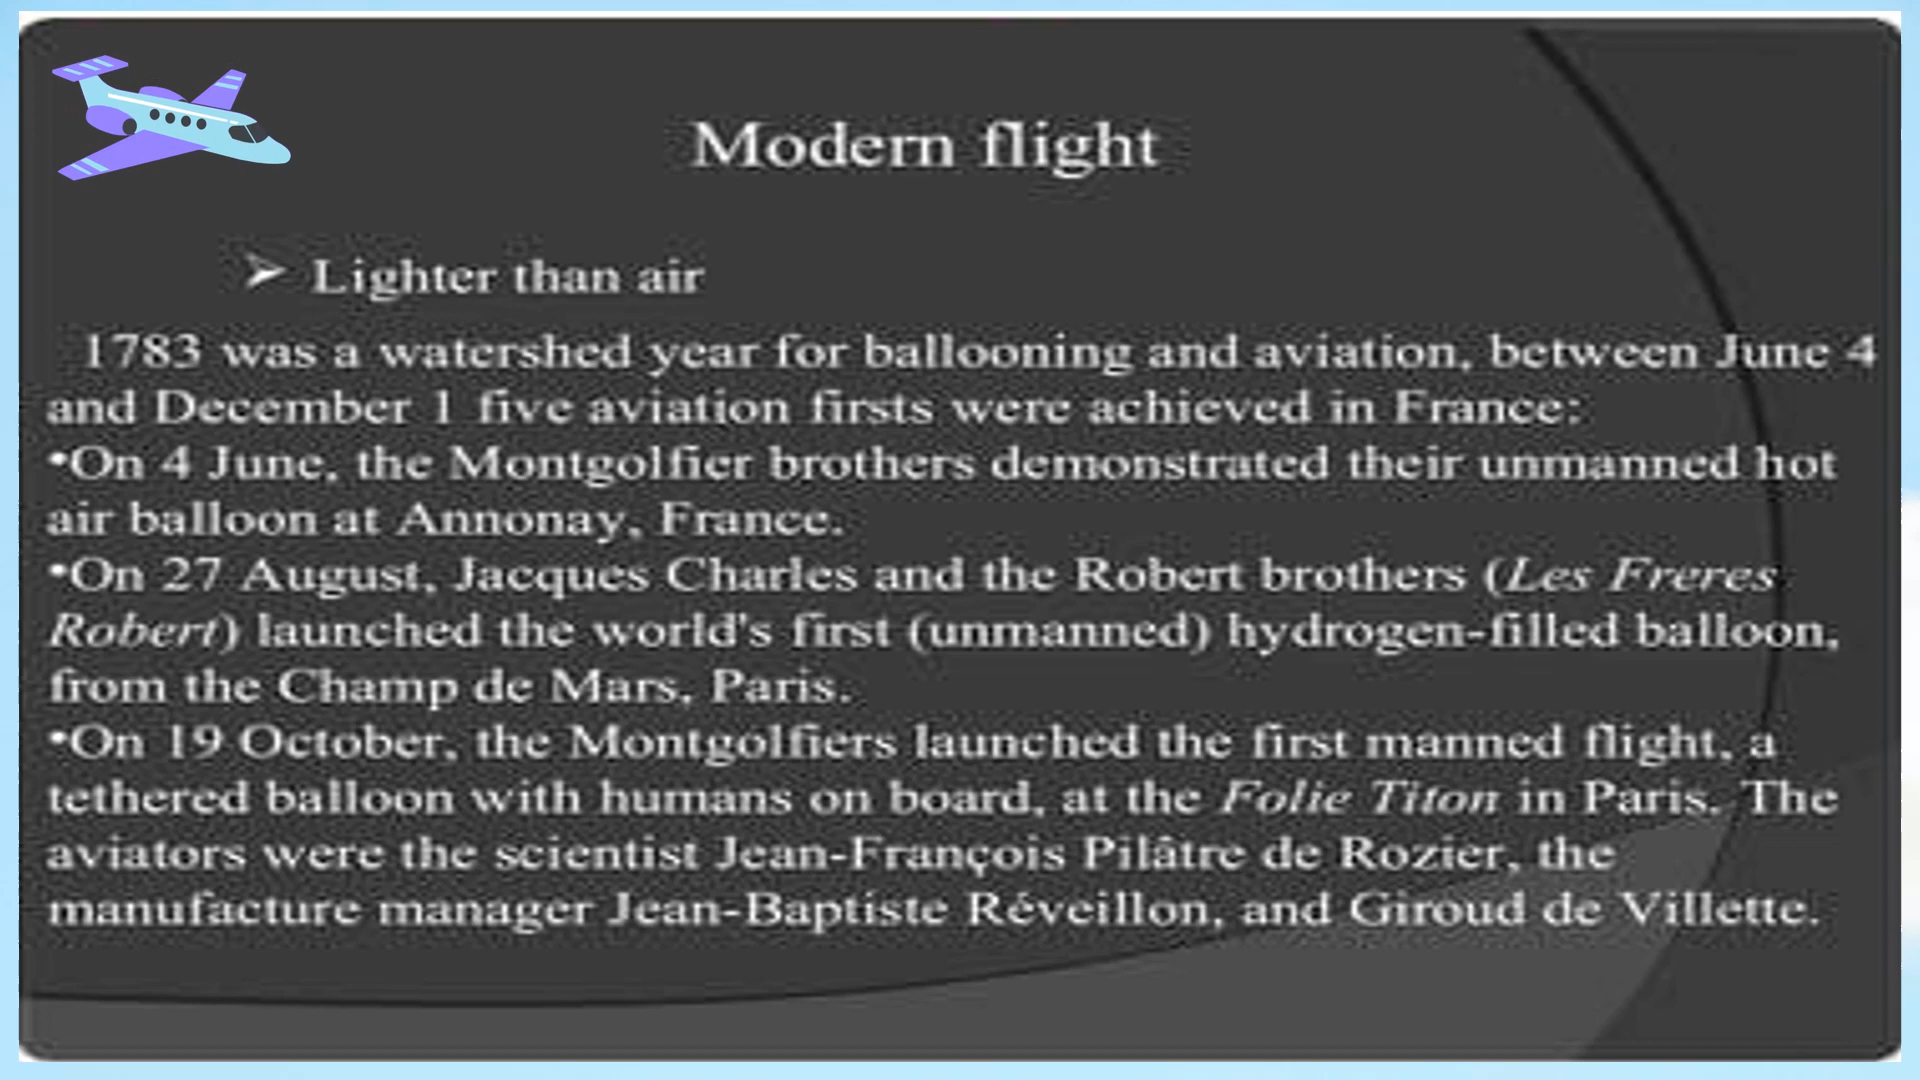 Modern flight
➢ Lighter than air
1783 was a watershed year for ballooning and aviation, between June 4
and December 1 five aviation firsts were achieved in France:
•On 4 June, the Montgolfier brothers demonstrated their unmanned hot
air balloon at Annonay, France.
•On 27 August, Jacques Charles and the Robert brothers (Les Freres
Robert) launched the world's first (unmanned) hydrogen-filled balloon,
from the Champ de Mars, Paris.
•On 19 October, the Montgolfiers launched the first manned flight, a
tethered balloon with humans on board, at the Folie Titon in Paris. The
aviators were the scientist Jean-François Pilâtre de Rozier, the
manufacture manager Jean-Baptiste Réveillon, and Giroud de Villette.